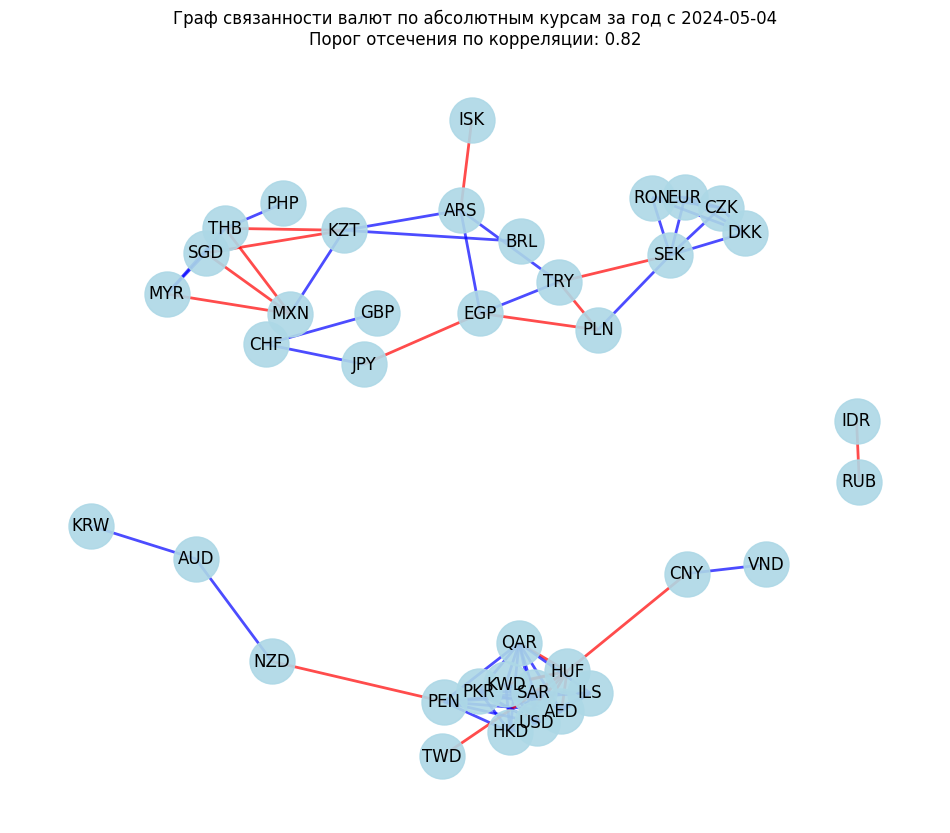 Граф связанности валют по абсолютным курсам за год с 2024-05-04
Порог отсечения по корреляции: 0.82
ISK
RON
EUR
CZK
PHP
ARS
THB
KZT
DKK
BRL
SGD
SEK
TRY
MYR
MXN
GBP
EGP
PLN
CHF
JPY
IDR
RUB
KRW
AUD
CNY
VND
QAR
NZD
HUF
KWD
PKR
SAR
ILS
PEN
AED
USD
HKD
TWD